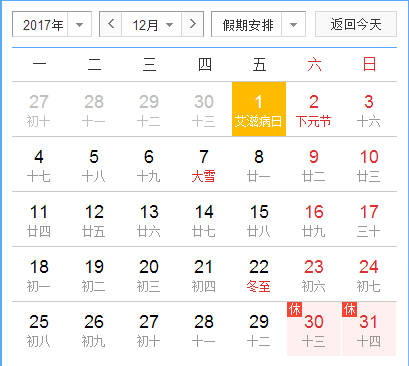 2017年 12月 假期安排 返回今天
一 二 三 四 五 六 日
27 28 29 30 1 2 3
初十 十一 十二 十三 艾滋病日 下元节 十六
4 5 6 7 8 9 10
十七 十八 十九 大雪 廿一 廿二 廿三
11 12 13 14 15 16 17
廿四 廿五 廿六 廿七 廿八 廿九 三十
18 19 20 21 22 23 24
初一 初二 初三 初四 冬至 初六 初七
休 休
25 26 27 28 29 30 31
初八 初九 初十 十一 十二 十三 十四